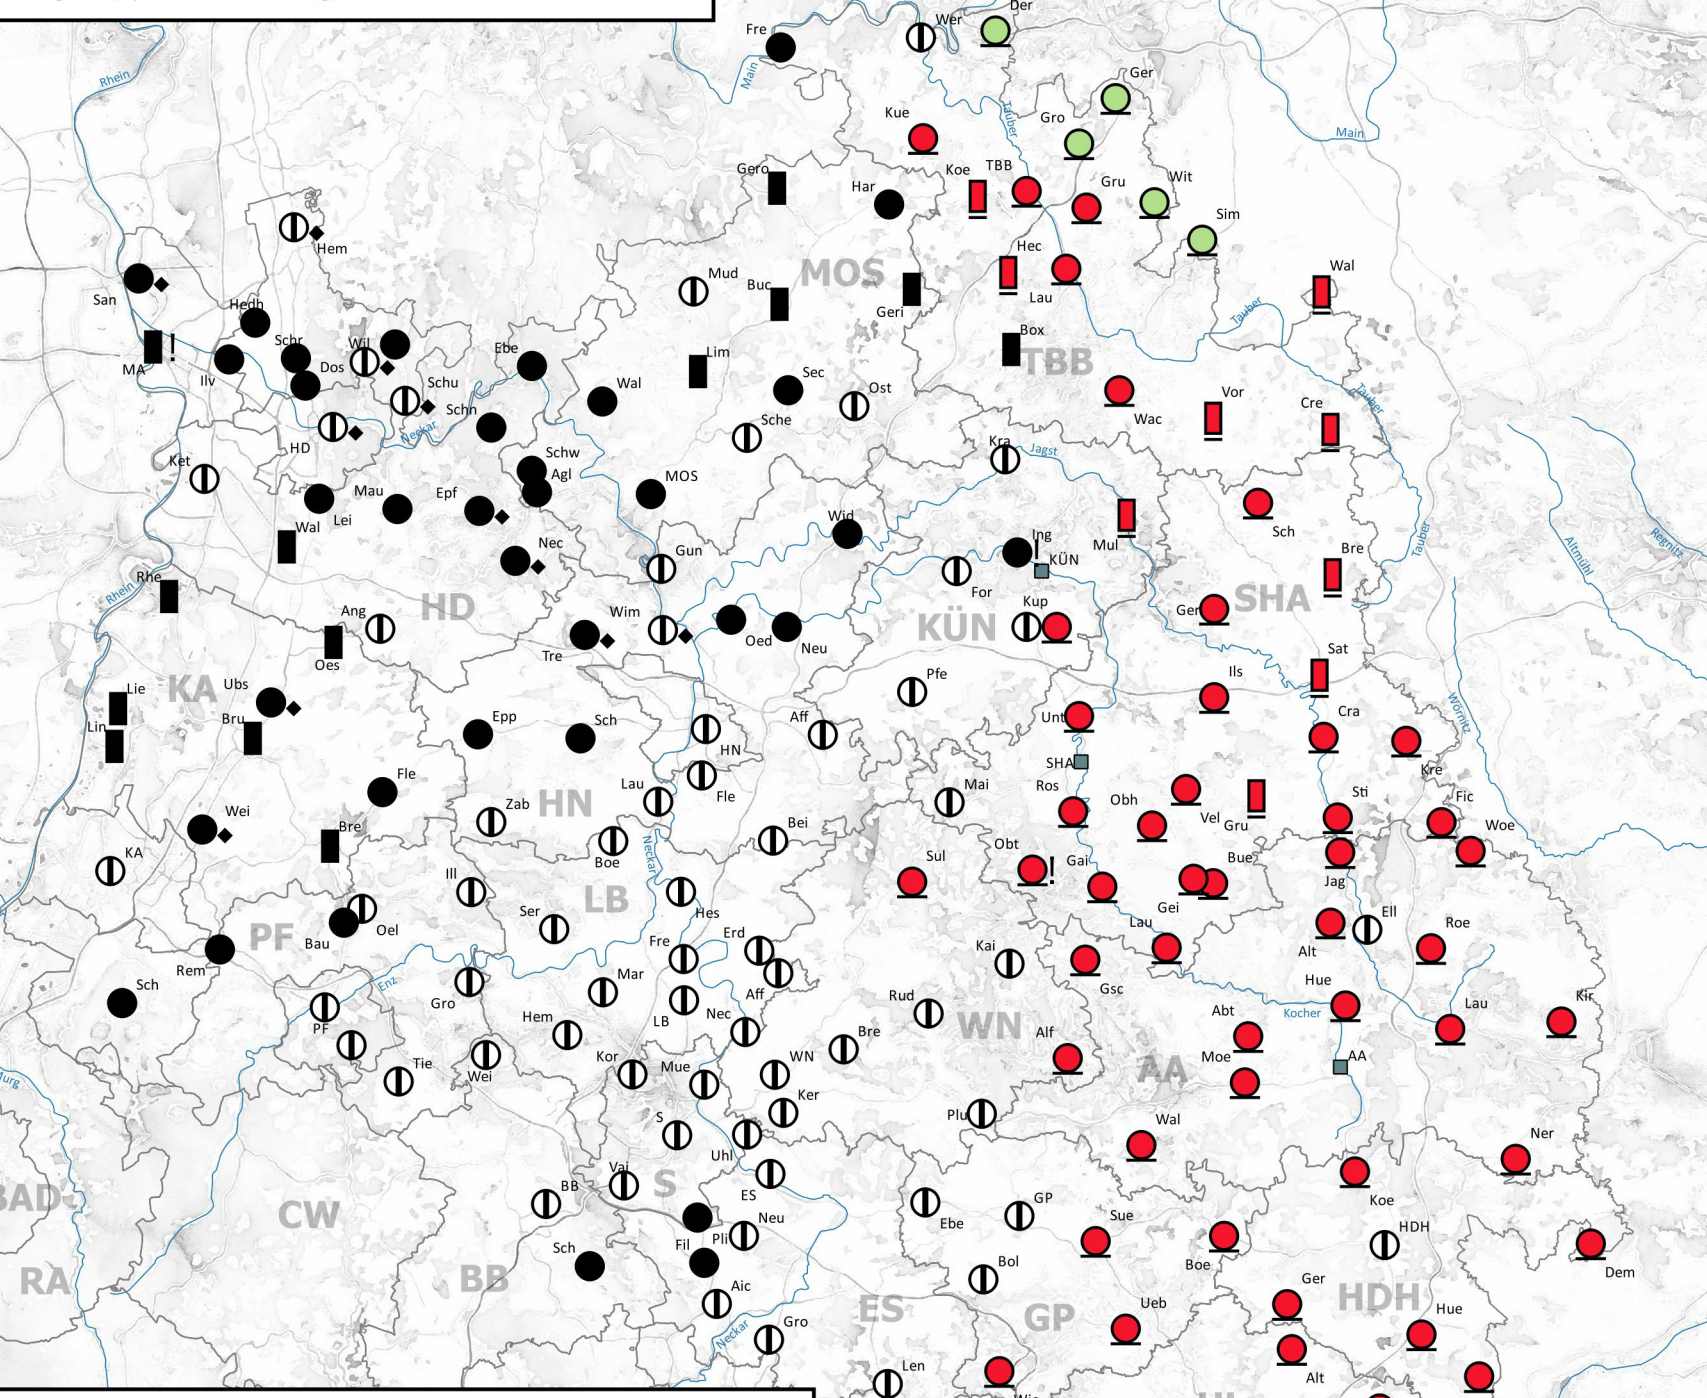 Der
Wer
Fre
Rhein
Main
Ger
Tauber
Kue
Gro
Main
Gero
Har
Koe
TBB
Gru
Wit
Sim
Hem
San
MOS
Mud
Buc
Geri
Hec
Lau
Wal
Tauber
Hedh
Schr
Wil
Ebe
MA
!
Ilv
Dos
Schu
Schn
Lim
Wal
Sec
Ost
Box
TBB
Wac
Vor
Cre
Tauber
HD
Neckar
Sche
Kra
Jagst
Ket
Schw
Agl
MOS
Lei
Mau
Epf
Wid
Sch
Mul
Wal
Nec
Gun
Ing
!
KÜN
For
Bre
Tauber
Altmühl
Regnitz
Rhe
Rhein
HD
Ang
Wim
Oed
Neu
KÜN
Kup
Ger
SHA
Oes
Tre
Sat
Lie
KA
Ubs
Pfe
Ils
Lin
Bru
Epp
Sch
HN
Aff
Unt
Cra
Kre
Wörnitz
SHA
Fle
Lau
Fle
Mai
Ros
Obh
Vel
Gru
Sti
Fic
Woe
Wei
Zab
HN
Bre
Boe
Neckar
Bei
KA
Ill
LB
Sul
Obt
!
Gai
Bue
Jag
Gei
PF
Bau
Oel
Ser
Hes
Erd
Lau
Alt
Ell
Roe
Rem
Fre
Kai
Gsc
Sch
Enz
Gro
Mar
Aff
Rud
WN
Hue
Kocher
Lau
Kir
PF
Hem
LB
Nec
Bre
Alf
Abt
Murg
Tie
Wei
Kor
Mue
WN
AA
Moe
AA
Ker
Plu
S
Uhl
Wal
Ner
BAD
CW
BB
Vai
S
ES
Ebe
GP
Koe
Neu
Sue
HDH
Sch
Fil
Pli
Boe
Dem
RA
BB
Bol
Aic
Ger
HDH
ES
GP
Ueb
Hue
Neckar
Gro
Len
Alt